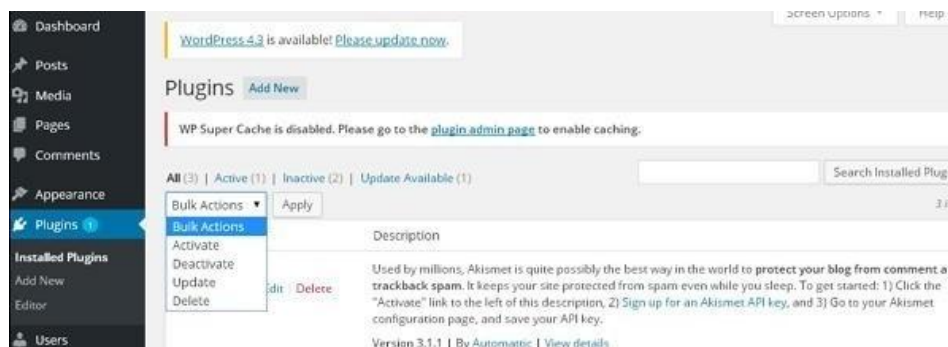 Dashboard
Posts
Media
Pages
Comments
Appearance
Plugins 1
Installed Plugins
Add New
Editor
Users
Screen Options
Help
WordPress 4.3 is available! Please update now.
Plugins Add New
WP Super Cache is disabled. Please go to the plugin admin page to enable caching.
All (3) | Active (1) | Inactive (2) | Update Available (1)
Search Installed Plug
Bulk Actions Apply
3
Bulk Actions
Activate
Deactivate
Update
Delete
Description
Edit Delete
Used by millions, Akismet is quite possibly the best way in the world to protect your blog from comment a
trackback spam. It keeps your site protected from spam even while you sleep. To get started: 1) Click the
"Activate" link to the left of this description, 2) Sign up for an Akismet API key, and 3) Go to your Akismet
configuration page, and save your API key.
Version 3.1.1 | By Automattic | View details